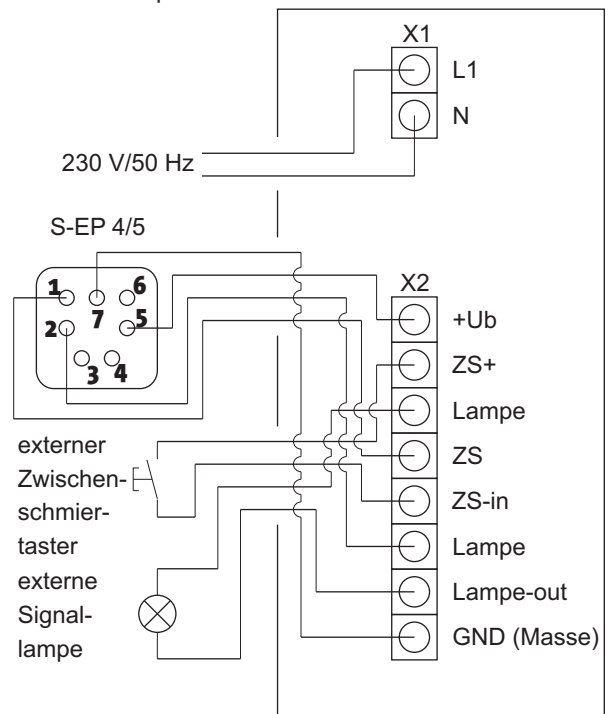 X1
L1
N
230 V/50 Hz
S-EP 4/5
1
6
7
2
5
3
4
X2
+Ub
ZS+
Lampe
ZS
ZS-in
Lampe
Lampe-out
GND (Masse)
externer
Zwischen-
schmier-
taster
externe
Signal-
lampe